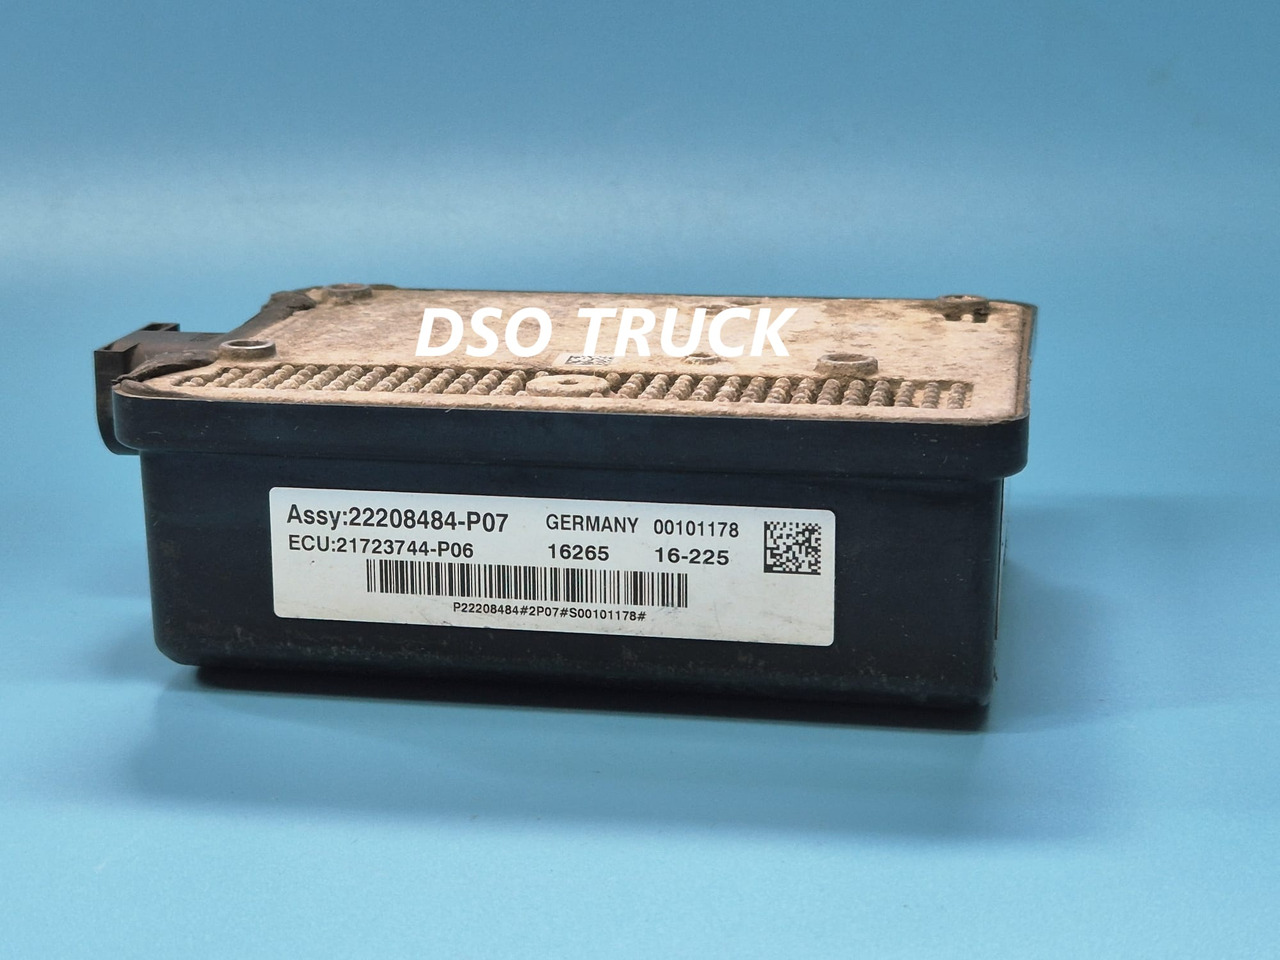 DSO TRUCK
Assy:22208484-P07 GERMANY 00101178
ECU:21723744-P06 16265 16-225
P22208484#2P07#S00101178#